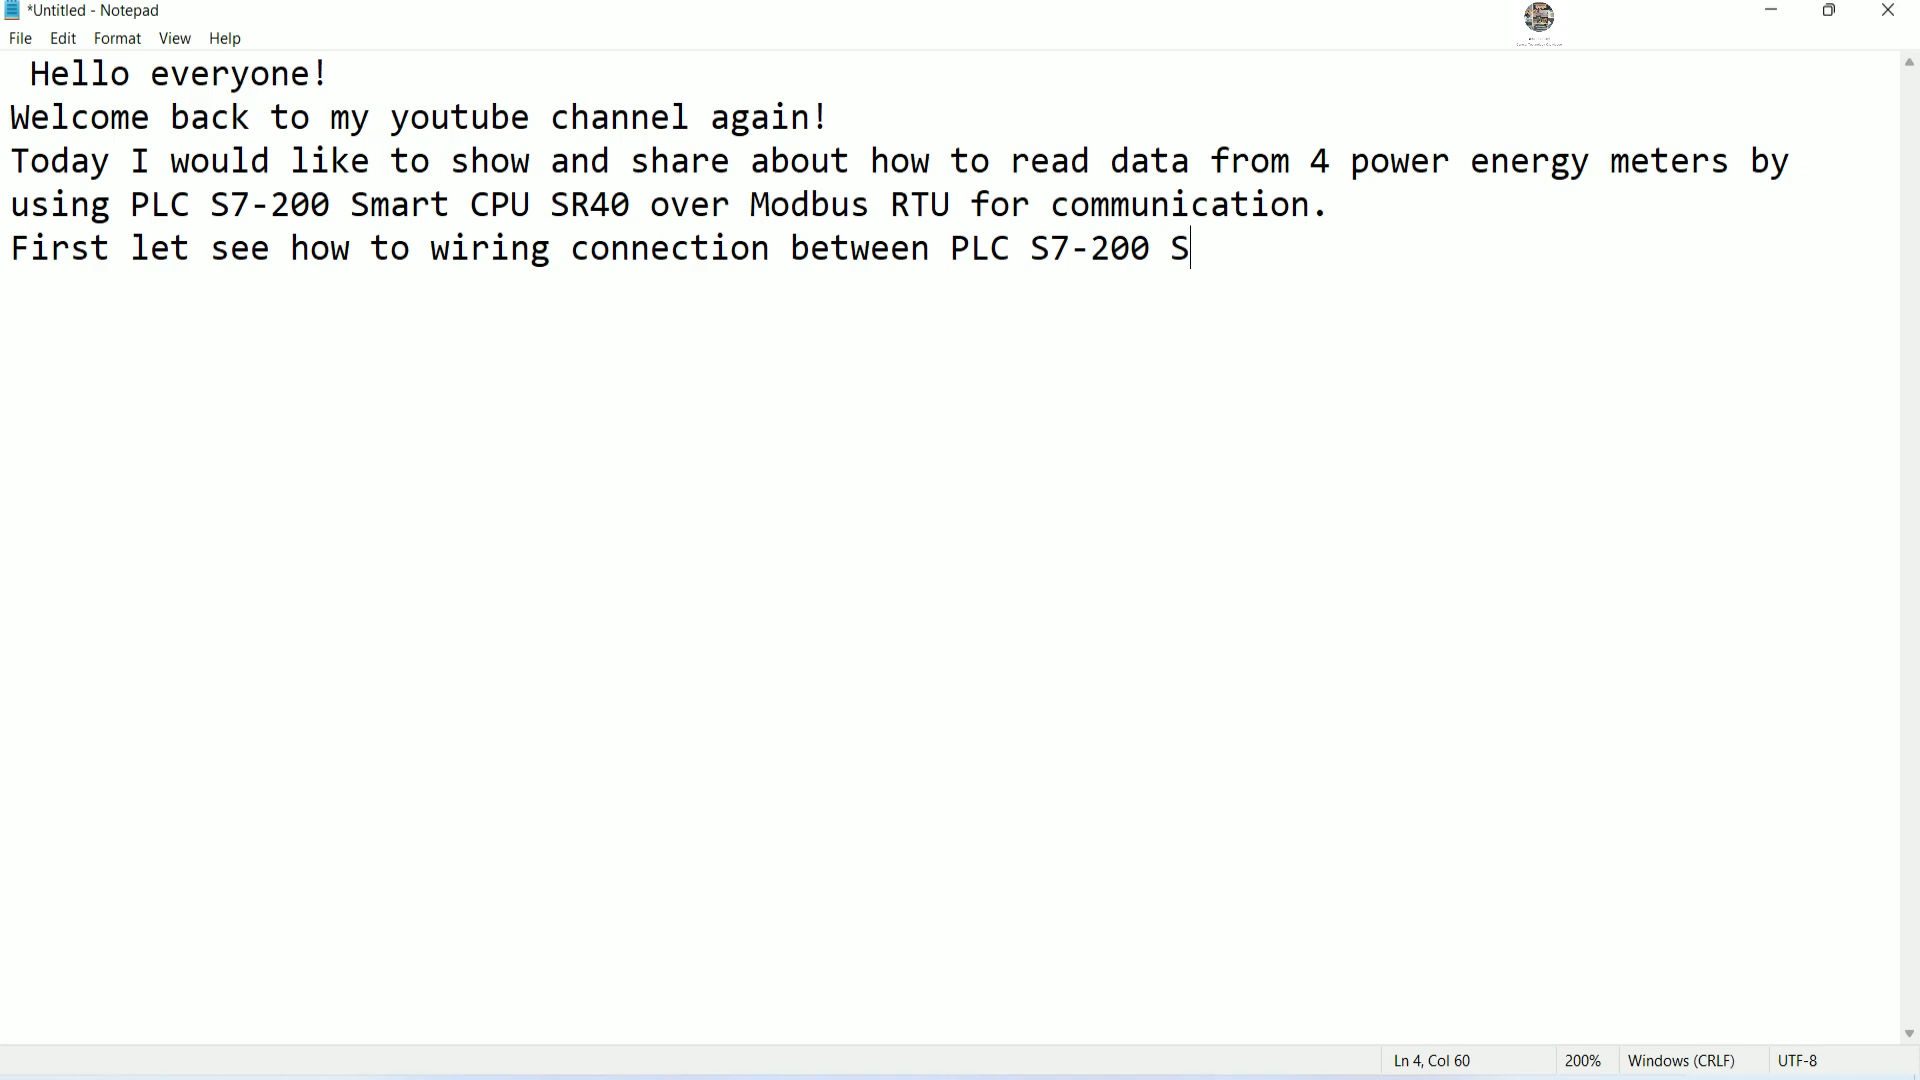 *Untitled - Notepad
File Edit Format View Help
Hello everyone!
Welcome back to my youtube channel again!
Today I would like to show and share about how to read data from 4 power energy meters by
using PLC S7-200 Smart CPU SR40 over Modbus RTU for communication.
First let see how to wiring connection between PLC S7-200 S
Ln 4, Col 60 200% Windows (CRLF) UTF-8